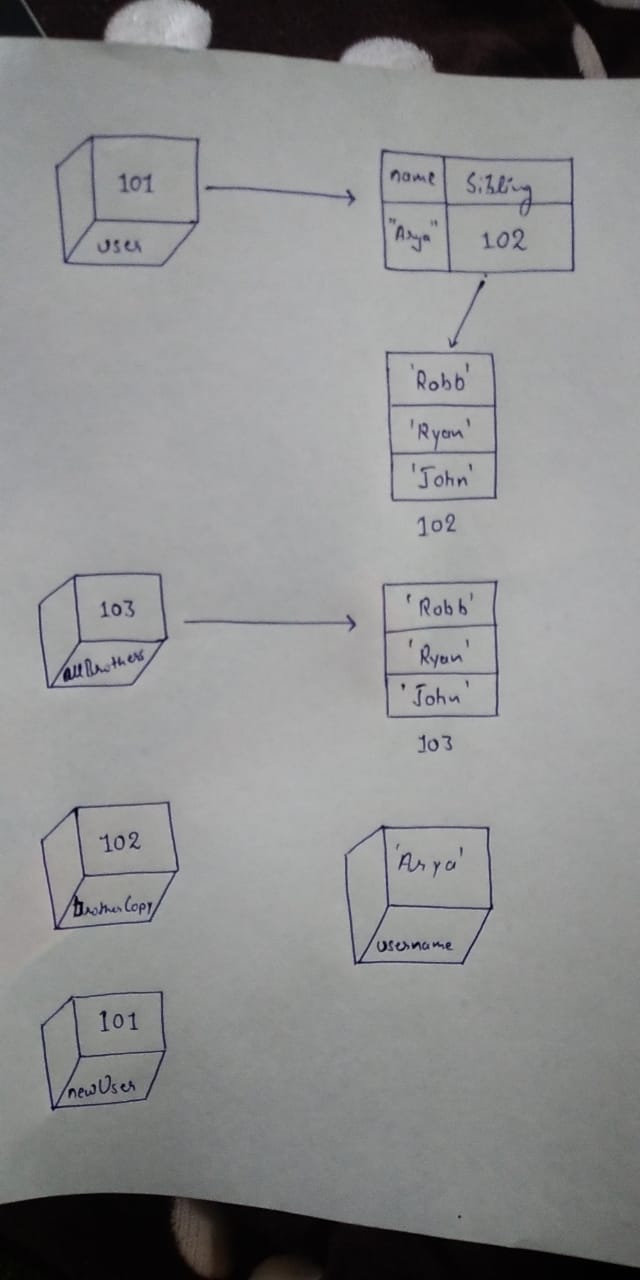 101
user
name Sibling
"Arya" 102
'Robb'
'Ryan'
'John'
102
103
allBrothers
'Robb'
'Ryan'
'John'
103
102
brotherCopy
'Arya'
username
101
newUser